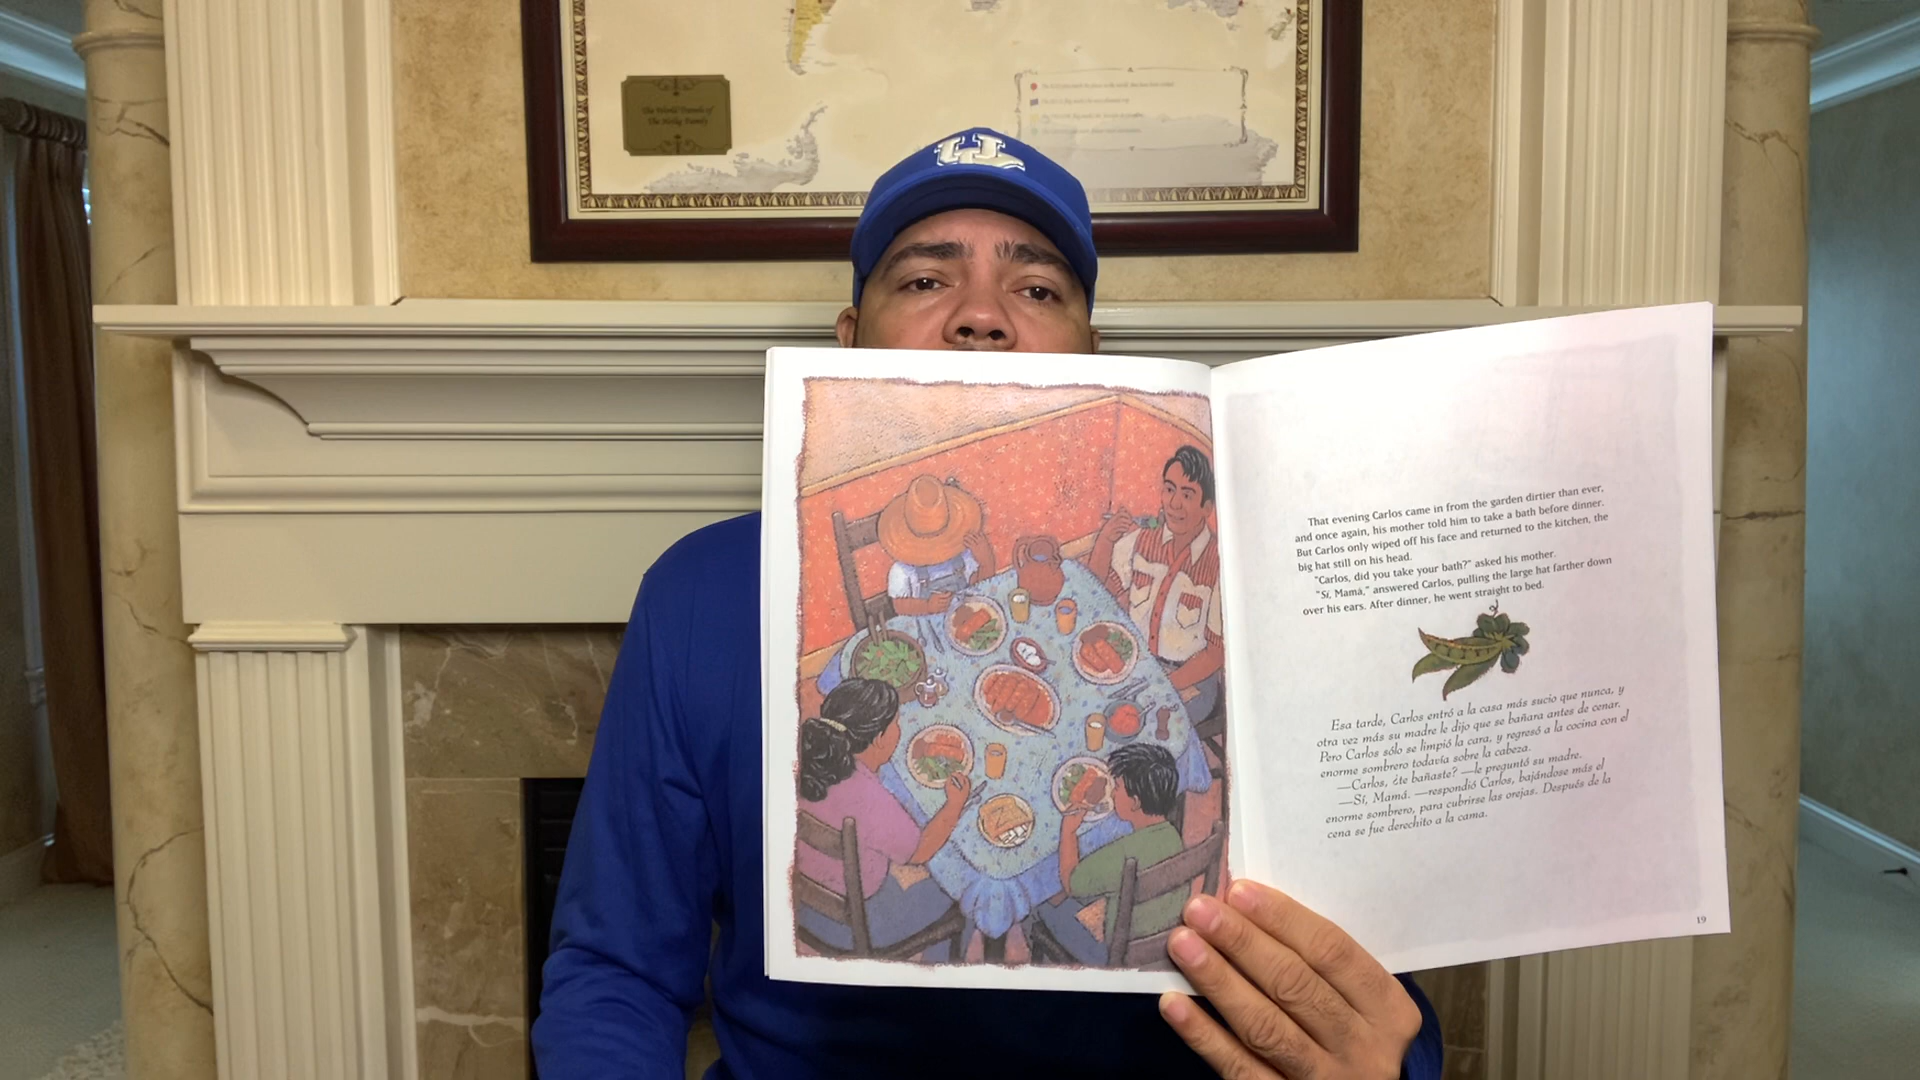 The World Travels of
The Family
UK
That evening Carlos came in from the garden dirtier than ever,
and once again, his mother told him to take a bath before dinner.
But Carlos only wiped off his face and returned to the kitchen, the
big hat still on his head.
"Carlos, did you take your bath?" asked his mother.
"Sí, Mamá," answered Carlos, pulling the large hat farther down
over his ears. After dinner, he went straight to bed.
Esa tarde, Carlos entró a la casa más sucio que nunca, y
otra vez más su madre le dijo que se bañara antes de cenar.
Pero Carlos sólo se limpió la cara, y regresó a la cocina con el
enorme sombrero todavía sobre la cabeza.
—Carlos, ¿te bañaste? —le preguntó su madre.
—Sí, Mamá. —respondió Carlos, bajándose más el
enorme sombrero, para cubrirse las orejas. Después de la
cena se fue derechito a la cama.
19